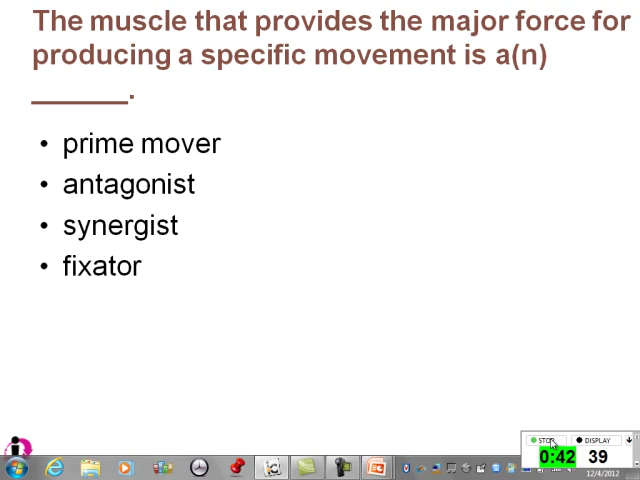 The muscle that provides the major force for
producing a specific movement is a(n)
______.
• prime mover
• antagonist
• synergist
• fixator
STOP DISPLAY
0:42 39
12/4/2012